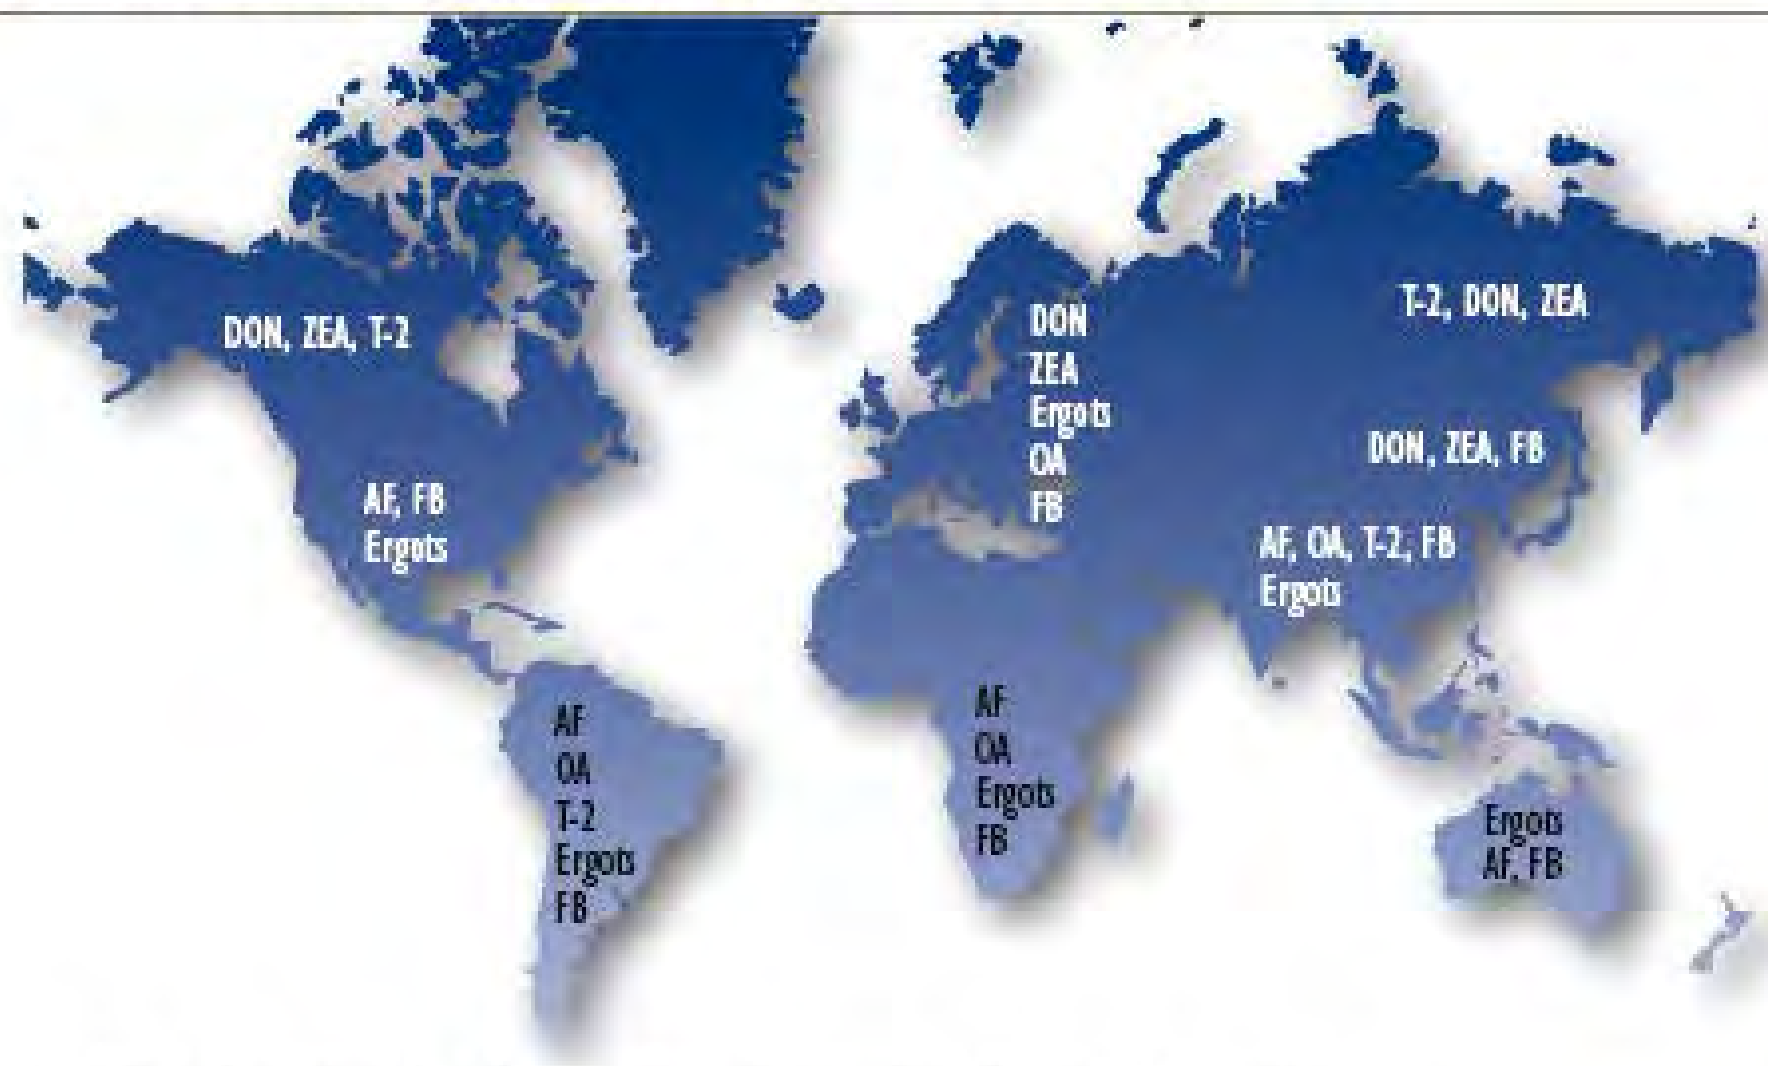 DON, ZEA, T-2
AF, FB
Ergots
AF
OA
T-2
Ergots
FB
DON
ZEA
Ergots
OA
FB
AF
OA
Ergots
FB
T-2, DON, ZEA
DON, ZEA, FB
AF, OA, T-2, FB
Ergots
Ergots
AF, FB